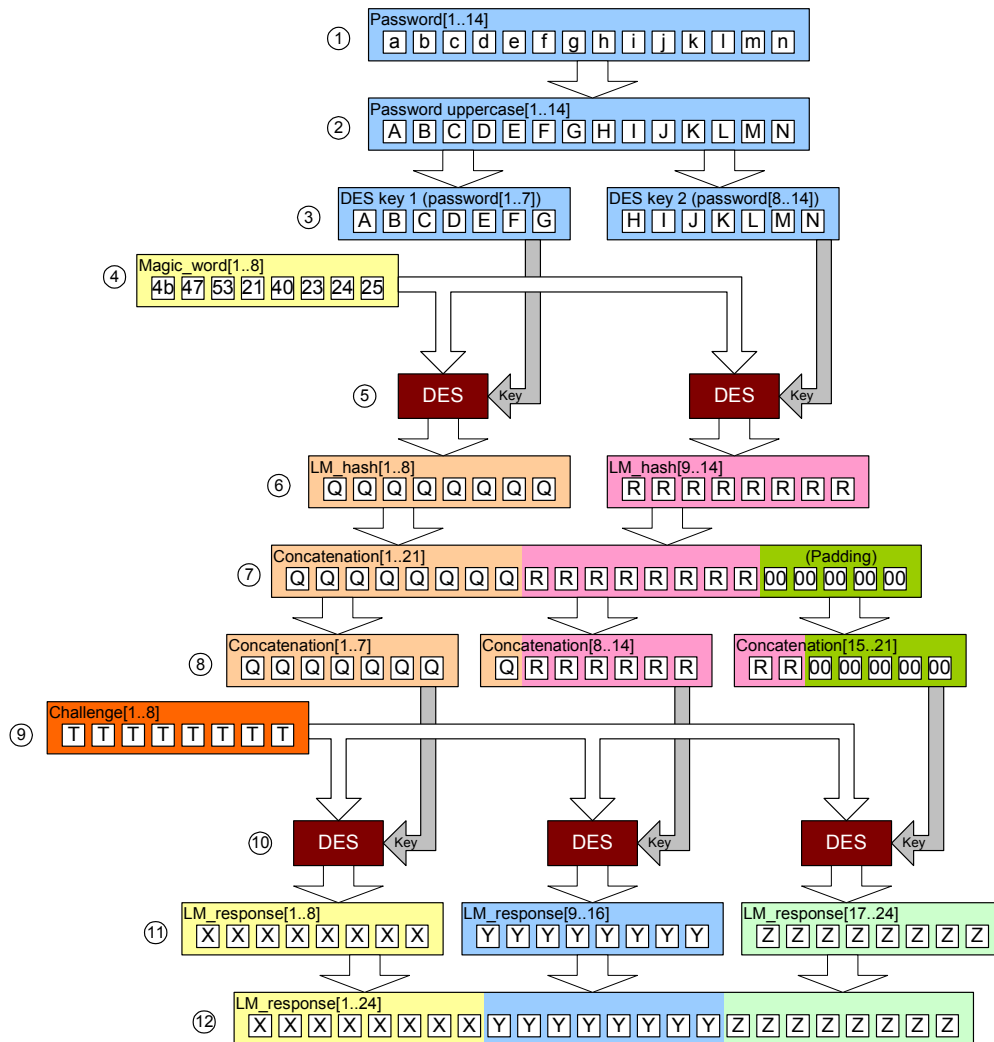 Password[1..14]
1 a b c d e f g h i j k l m n
Password uppercase[1..14]
2 A B C D E F G H I J K L M N
DES key 1 (password[1..7])
DES key 2 (password[8..14])
3 A B C D E F G
H I J K L M N
Magic_word[1..8]
4 4b 47 53 21 40 23 24 25
5 DES Key
DES Key
LM_hash[1..8]
LM_hash[9..14]
6 Q Q Q Q Q Q Q Q
R R R R R R R R
Concatenation[1..21]
(Padding)
7 Q Q Q Q Q Q Q Q R R R R R R R R 00 00 00 00 00
Concatenation[1..7]
Concatenation[8..14]
Concatenation[15..21]
8 Q Q Q Q Q Q Q
Q R R R R R R
R R 00 00 00 00 00
Challenge[1..8]
9 T T T T T T T T
10 DES Key
DES Key
DES Key
LM_response[1..8]
LM_response[9..16]
LM_response[17..24]
11 X X X X X X X X
Y Y Y Y Y Y Y Y
Z Z Z Z Z Z Z Z
LM_response[1..24]
12 X X X X X X X X Y Y Y Y Y Y Y Y Z Z Z Z Z Z Z Z